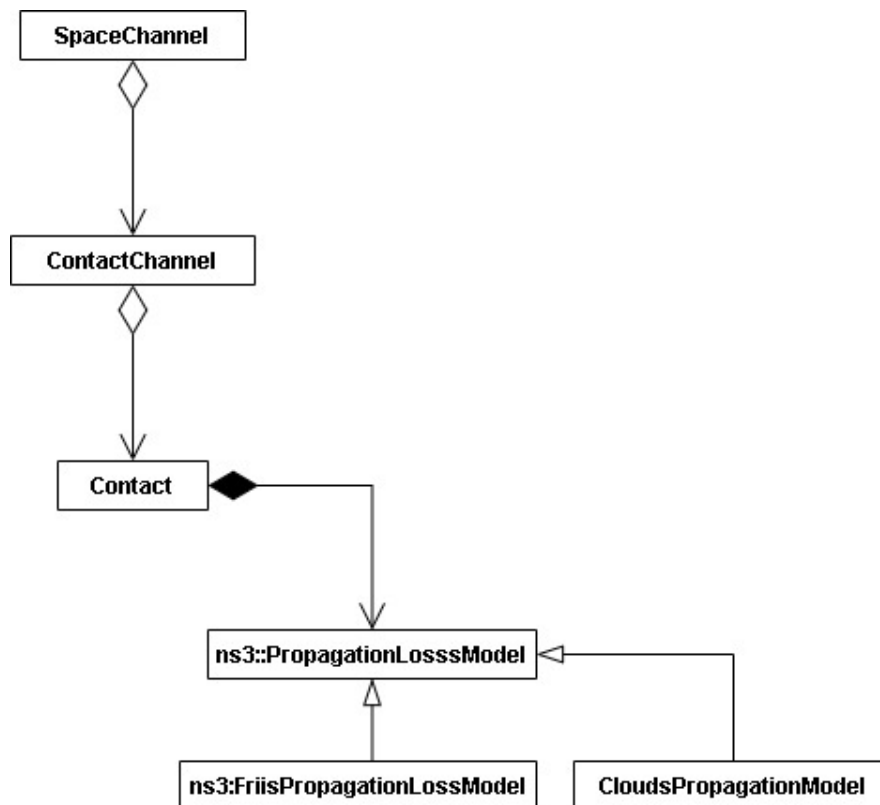 SpaceChannel
ContactChannel
Contact
ns3::PropagationLosssModel
ns3:FriisPropagationLossModel
CloudsPropagationModel